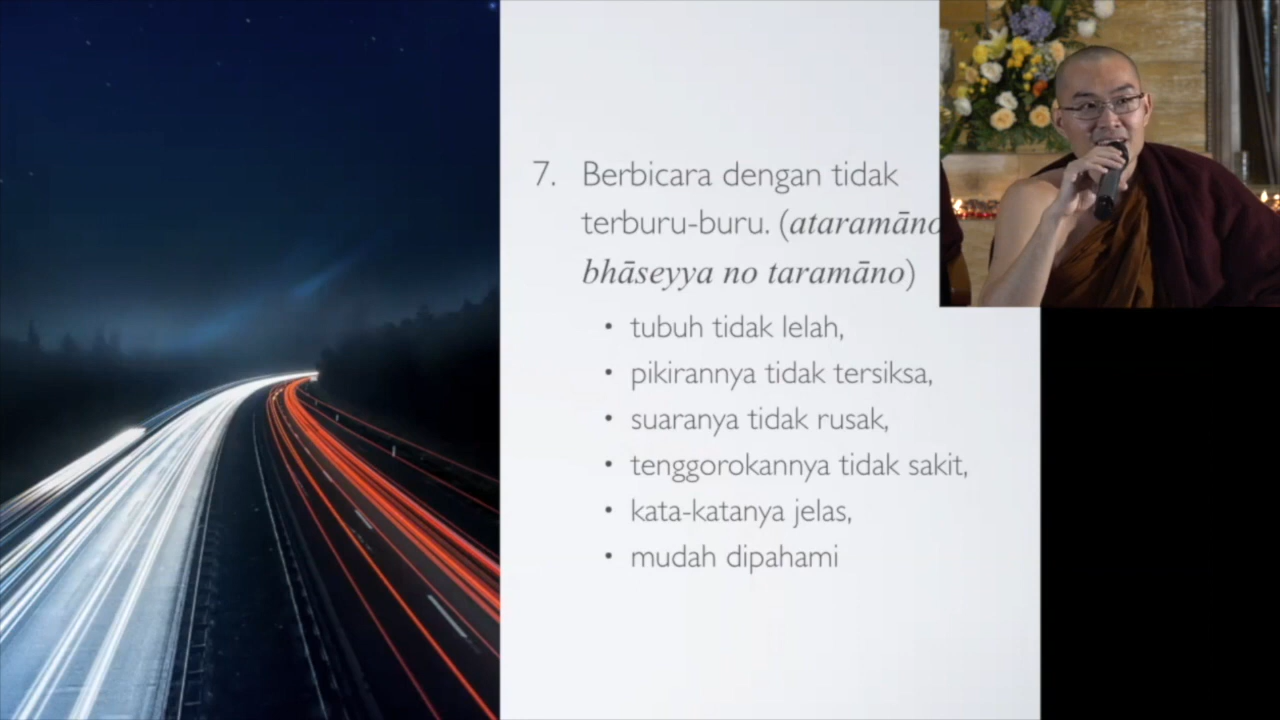 7. Berbicara dengan tidak
terburu-buru. (ataramāno
bhāseyya no taramāno)
• tubuh tidak lelah,
• pikirannya tidak tersiksa,
• suaranya tidak rusak,
• tenggorokannya tidak sakit,
• kata-katanya jelas,
• mudah dipahami